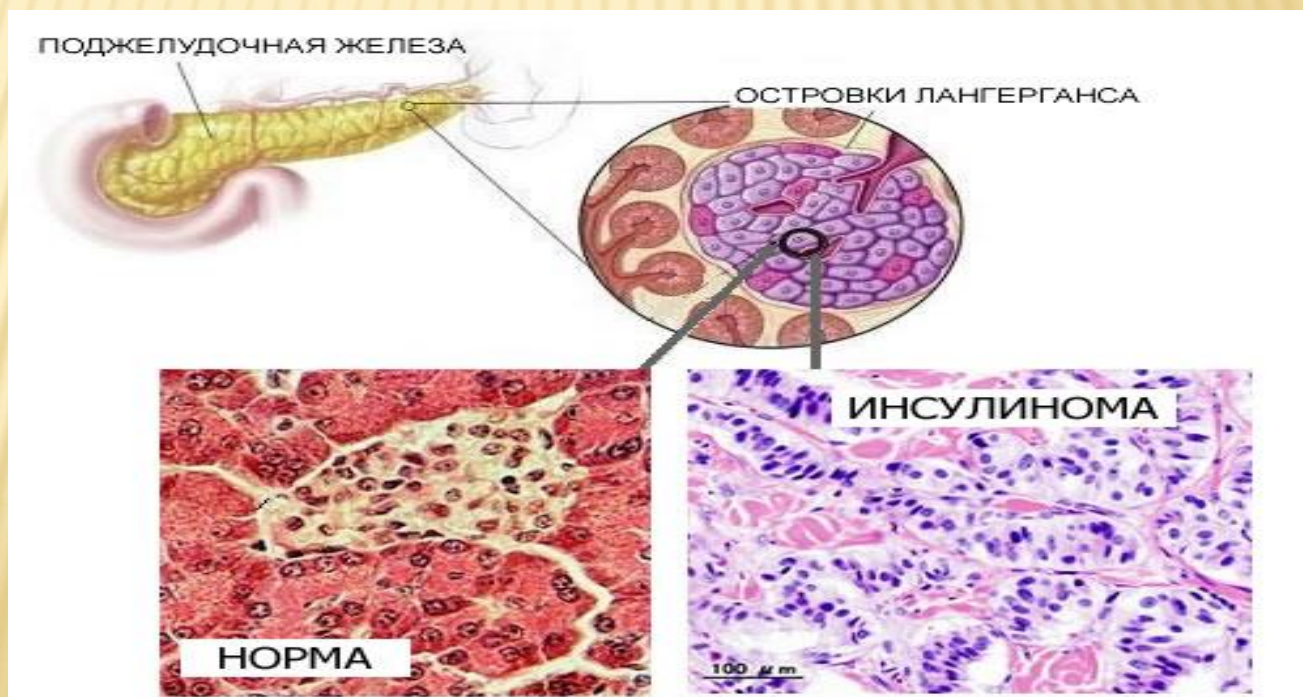 ПОДЖЕЛУДОЧНАЯ ЖЕЛЕЗА
ОСТРОВКИ ЛАНГЕРГАНСА
ИНСУЛИНОМА
НОРМА
100 μm